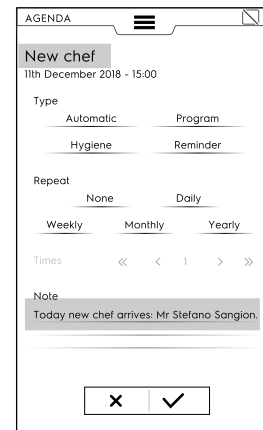 AGENDA
New chef
11th December 2018 - 15:00
Type
Automatic Program
Hygiene Reminder
Repeat
None Daily
Weekly Monthly Yearly
Times « < 1 > »
Note
Today new chef arrives: Mr Stefano Sangion.